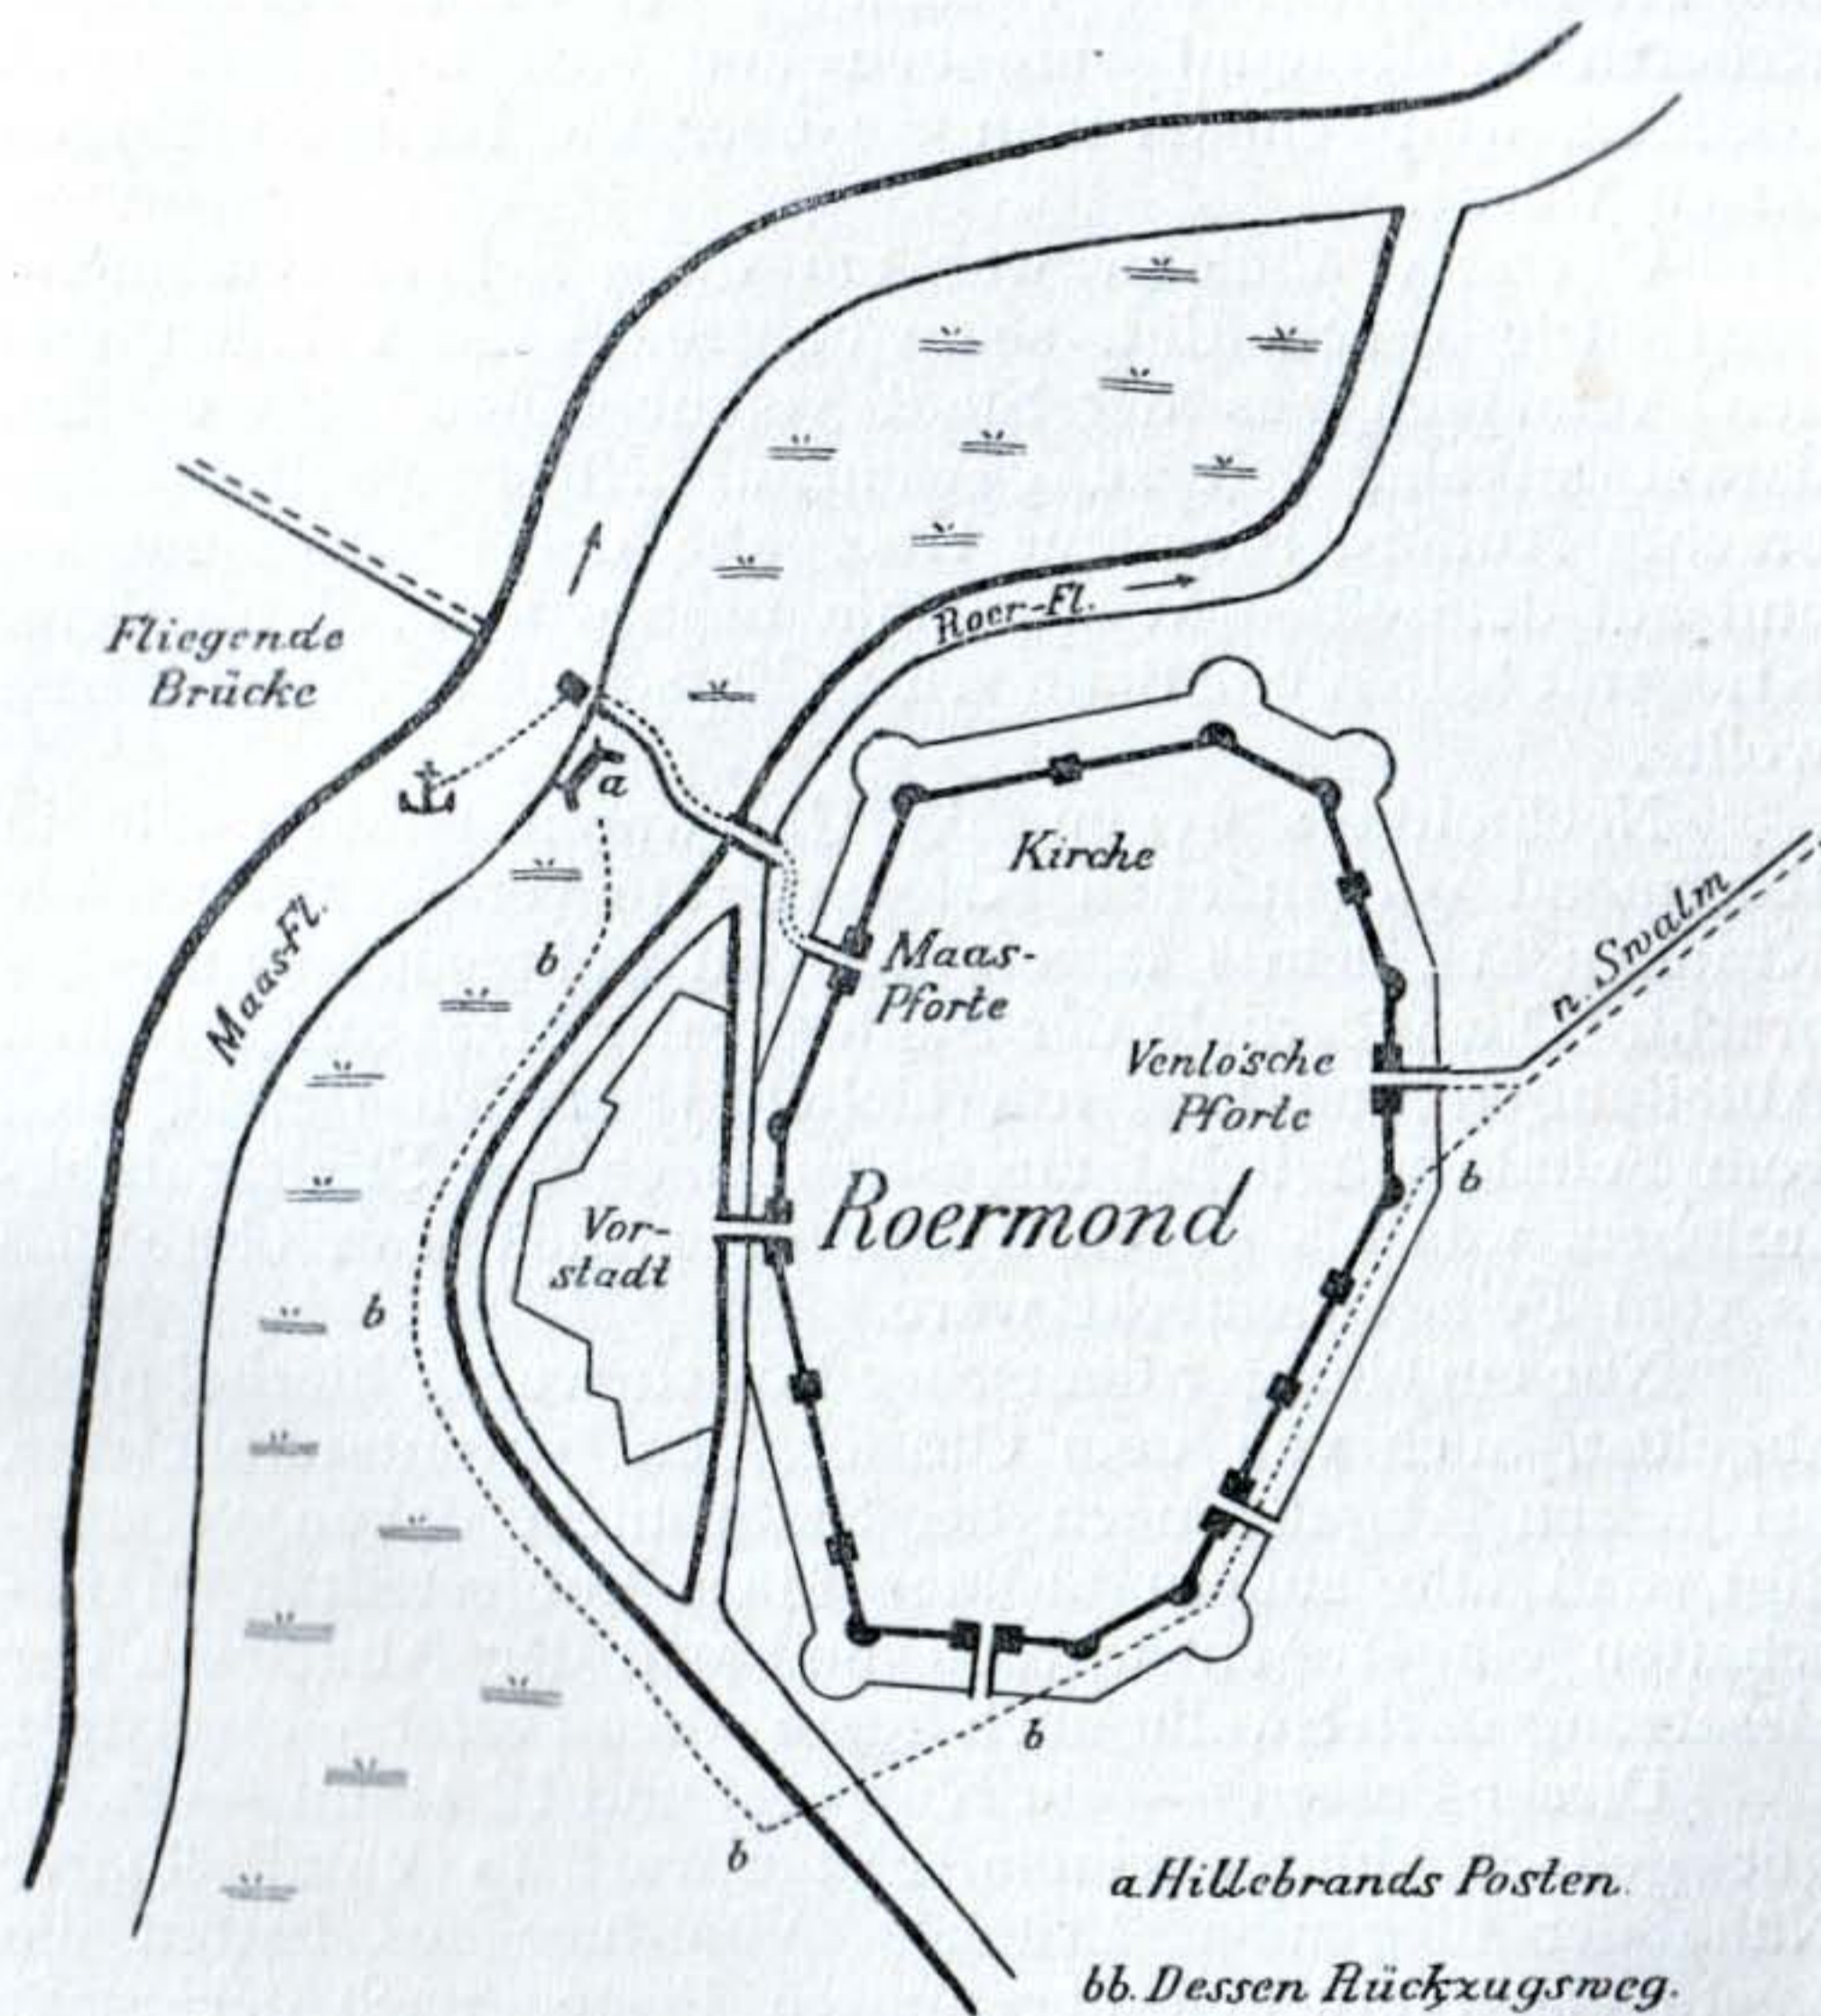 Roer-Fl.
Fliegende
Brücke
a
Kirche
Maas-Fl.
b
Maas-
Pforte
n. Swalm
Venlo'sche
Pforte
b
Roermond
Vor-
stadt
b
b
b
a Hillebrands Posten.
bb. Dessen Rückzugsweg.